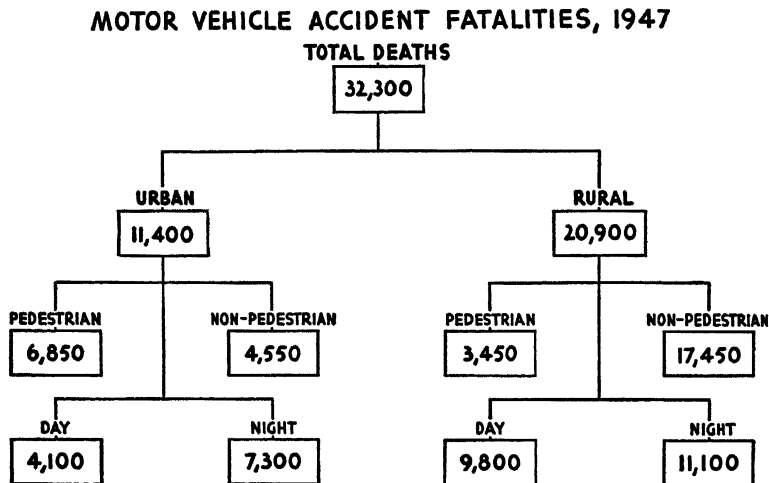 MOTOR VEHICLE ACCIDENT FATALITIES, 1947
TOTAL DEATHS
32,300
URBAN RURAL
11,400 20,900
PEDESTRIAN NON-PEDESTRIAN PEDESTRIAN NON-PEDESTRIAN
6,850 4,550 3,450 17,450
DAY NIGHT DAY NIGHT
4,100 7,300 9,800 11,100